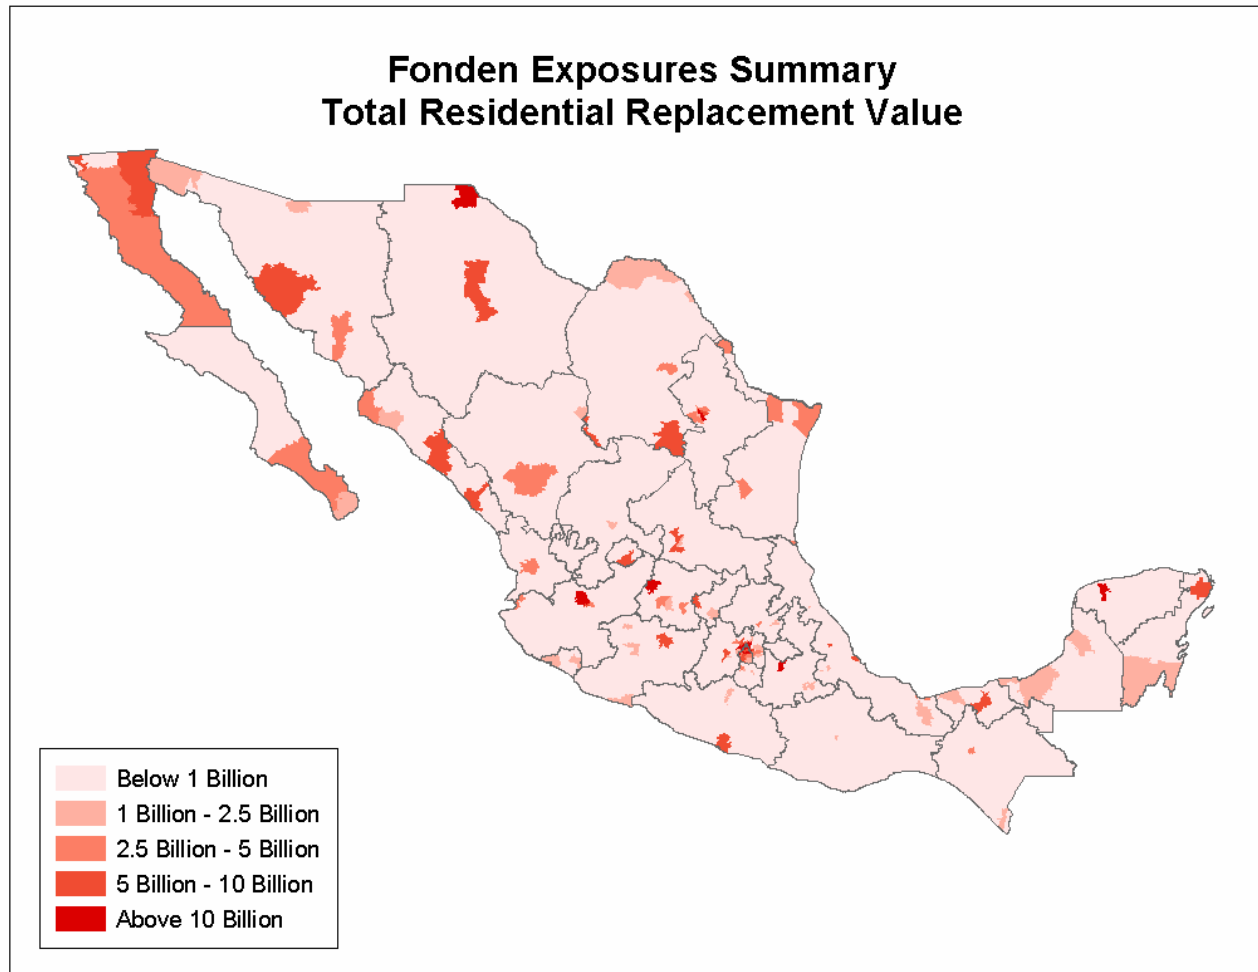 Fonden Exposures Summary
Total Residential Replacement Value
Below 1 Billion
1 Billion - 2.5 Billion
2.5 Billion - 5 Billion
5 Billion - 10 Billion
Above 10 Billion